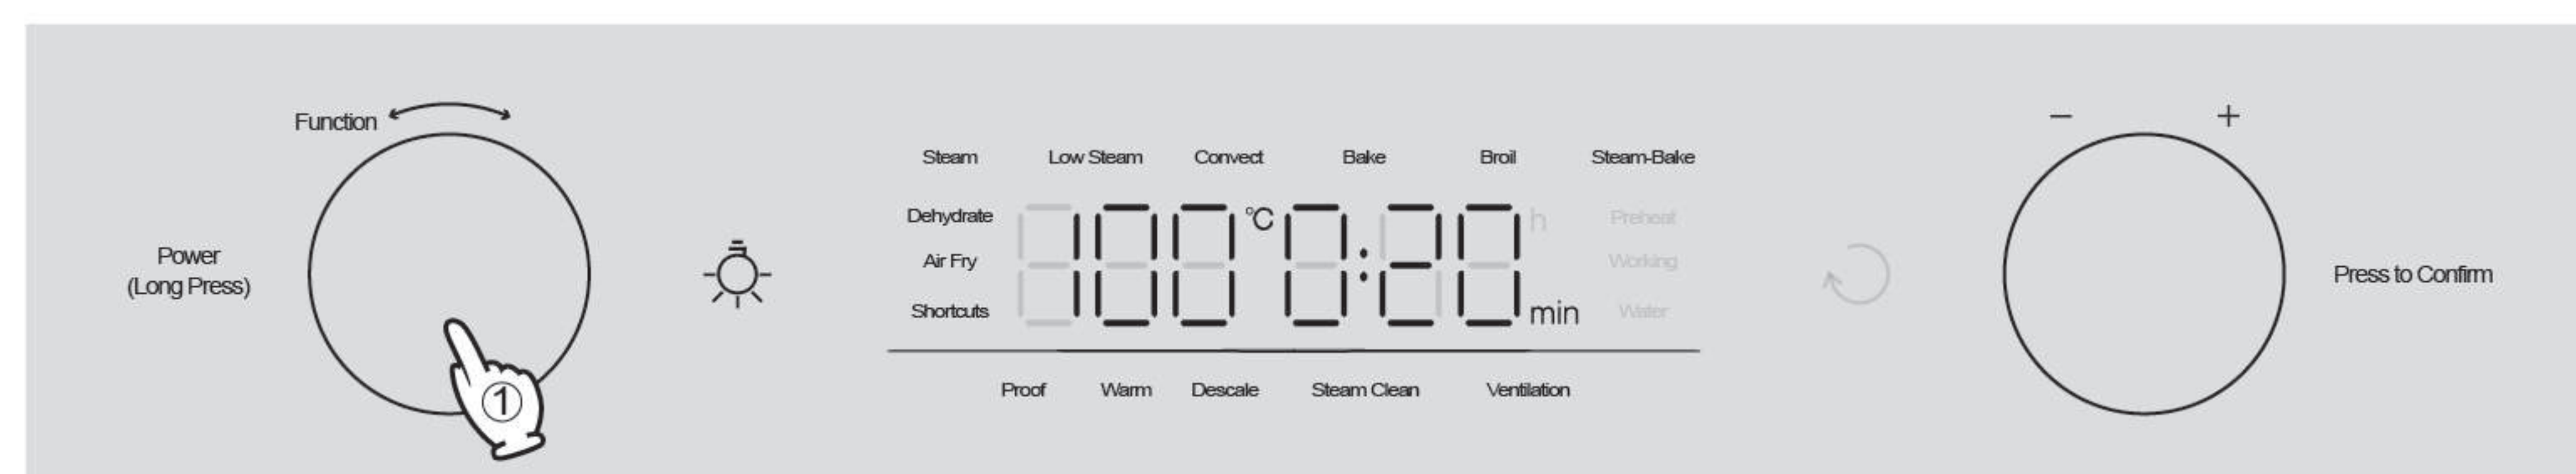 Function
Power
(Long Press)
①
Steam Low Steam Convect Bake Broil Steam-Bake
Dehydrate
Air Fry
Shortcuts
100 °C 0:20 h min
Preheat
Working
Water
Proof Warm Descale Steam Clean Ventilation
− +
Press to Confirm